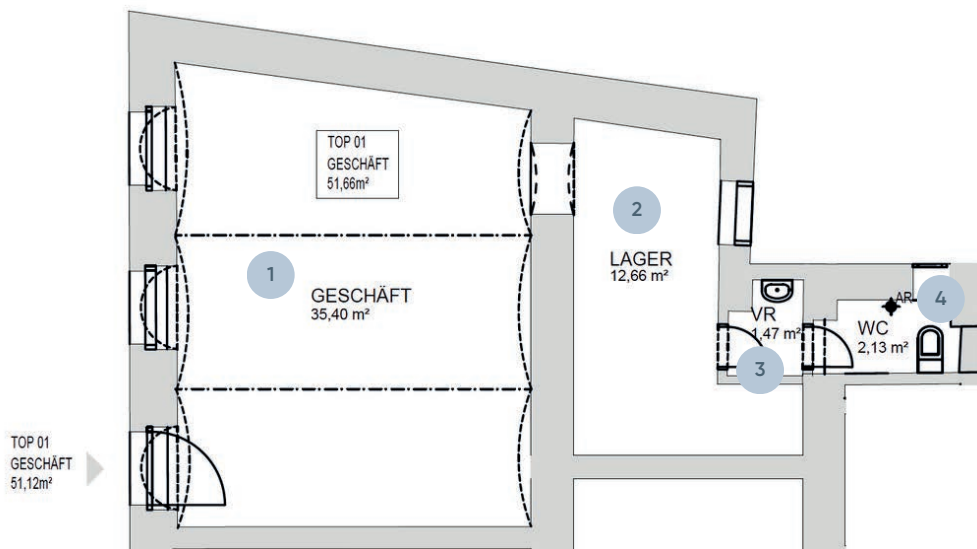 TOP 01
GESCHÄFT
51,66m²
1
GESCHÄFT
35,40 m²
2
LAGER
12,66 m²
VR
1,47 m²
3
AR
4
WC
2,13 m²
TOP 01
GESCHÄFT
51,12m²